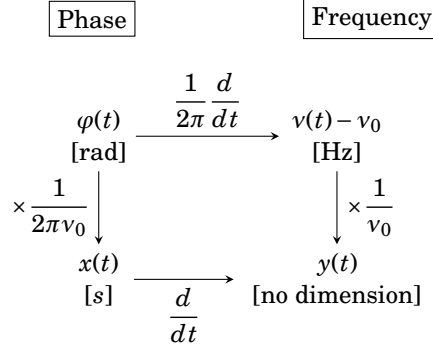 Phase
Frequency
1/2π d/dt
φ(t)
ν(t) − ν₀
[rad]
[Hz]
× 1/2πν₀
× 1/ν₀
x(t)
y(t)
[s]
[no dimension]
d/dt